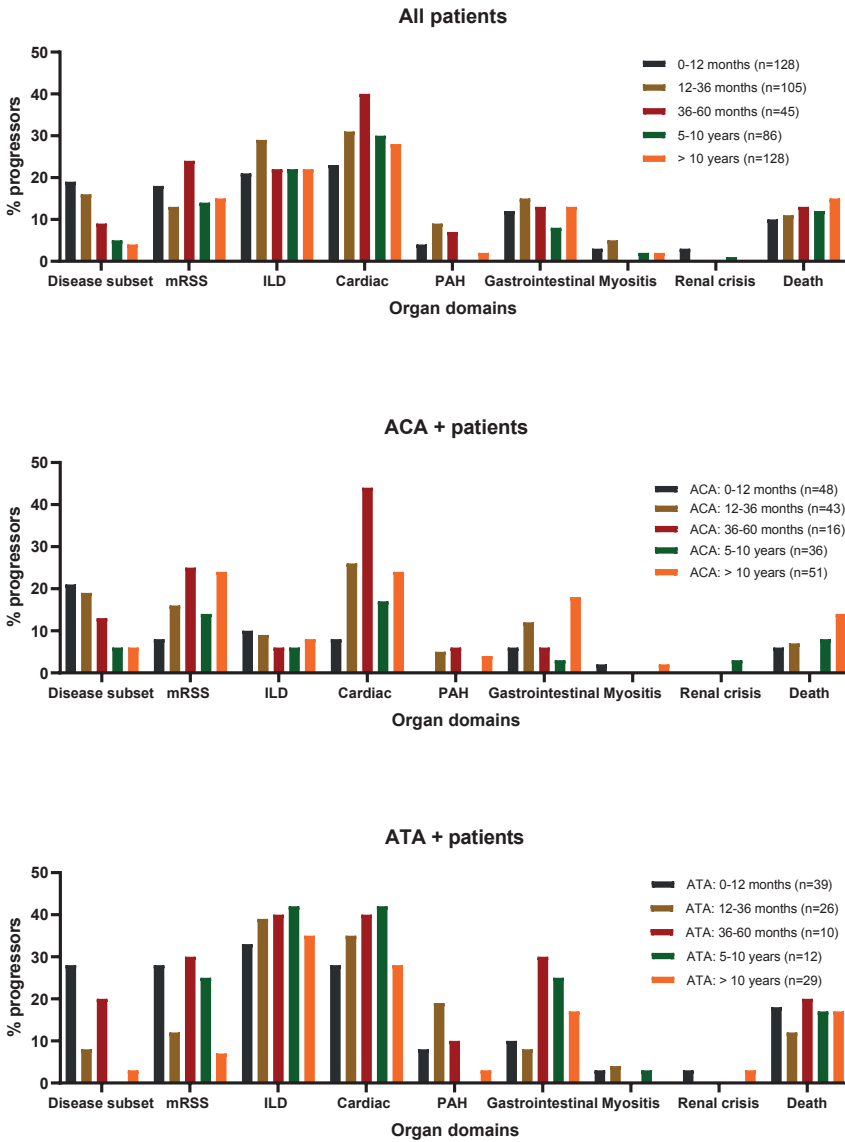 All patients
50
40
30
20
10
0
% progressors
0-12 months (n=128)
12-36 months (n=105)
36-60 months (n=45)
5-10 years (n=86)
> 10 years (n=128)
Disease subset mRSS ILD Cardiac PAH Gastrointestinal Myositis Renal crisis Death
Organ domains
ACA + patients
50
40
30
20
10
0
% progressors
ACA: 0-12 months (n=48)
ACA: 12-36 months (n=43)
ACA: 36-60 months (n=16)
ACA: 5-10 years (n=36)
ACA: > 10 years (n=51)
Disease subset mRSS ILD Cardiac PAH Gastrointestinal Myositis Renal crisis Death
Organ domains
ATA + patients
50
40
30
20
10
0
% progressors
ATA: 0-12 months (n=39)
ATA: 12-36 months (n=26)
ATA: 36-60 months (n=10)
ATA: 5-10 years (n=12)
ATA: > 10 years (n=29)
Disease subset mRSS ILD Cardiac PAH Gastrointestinal Myositis Renal crisis Death
Organ domains